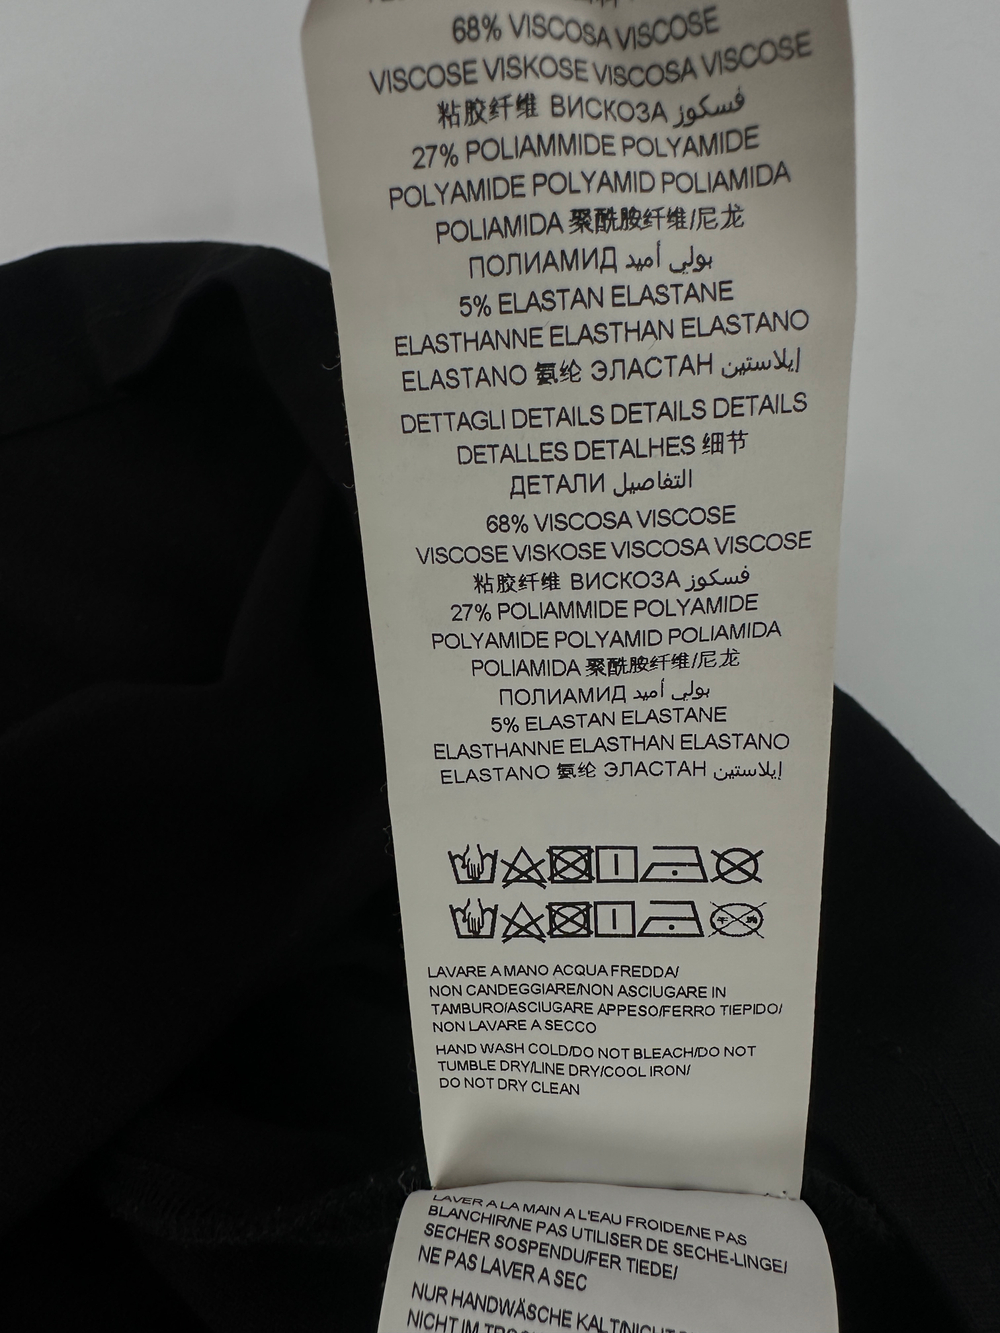 68% VISCOSA VISCOSE
VISCOSE VISKOSE VISCOSA VISCOSE
粘胶纤维 ВИСКОЗА فسكوز
27% POLIAMMIDE POLYAMIDE
POLYAMIDE POLYAMID POLIAMIDA
POLIAMIDA 聚酰胺纤维/尼龙
ПОЛИАМИД بولي أميد
5% ELASTAN ELASTANE
ELASTHANNE ELASTHAN ELASTANO
ELASTANO 氨纶 ЭЛАСТАН إيلاستين
DETTAGLI DETAILS DETAILS DETAILS
DETALLES DETALHES 细节
ДЕТАЛИ التفاصيل
68% VISCOSA VISCOSE
VISCOSE VISKOSE VISCOSA VISCOSE
粘胶纤维 ВИСКОЗА فسكوز
27% POLIAMMIDE POLYAMIDE
POLYAMIDE POLYAMID POLIAMIDA
POLIAMIDA 聚酰胺纤维/尼龙
ПОЛИАМИД بولي أميد
5% ELASTAN ELASTANE
ELASTHANNE ELASTHAN ELASTANO
ELASTANO 氨纶 ЭЛАСТАН إيلاستين
LAVARE A MANO ACQUA FREDDA/
NON CANDEGGIARE/NON ASCIUGARE IN
TAMBURO/ASCIUGARE APPESO/FERRO TIEPIDO/
NON LAVARE A SECCO
HAND WASH COLD/DO NOT BLEACH/DO NOT
TUMBLE DRY/LINE DRY/COOL IRON/
DO NOT DRY CLEAN
LAVER A LA MAIN A L'EAU FROIDE/NE PAS
BLANCHIR/NE PAS UTILISER DE SECHE-LINGE/
SECHER SUSPENDU/FER TIEDE/
NE PAS LAVER A SEC
NUR HANDWÄSCHE KALT/NICHT
NICHT IM